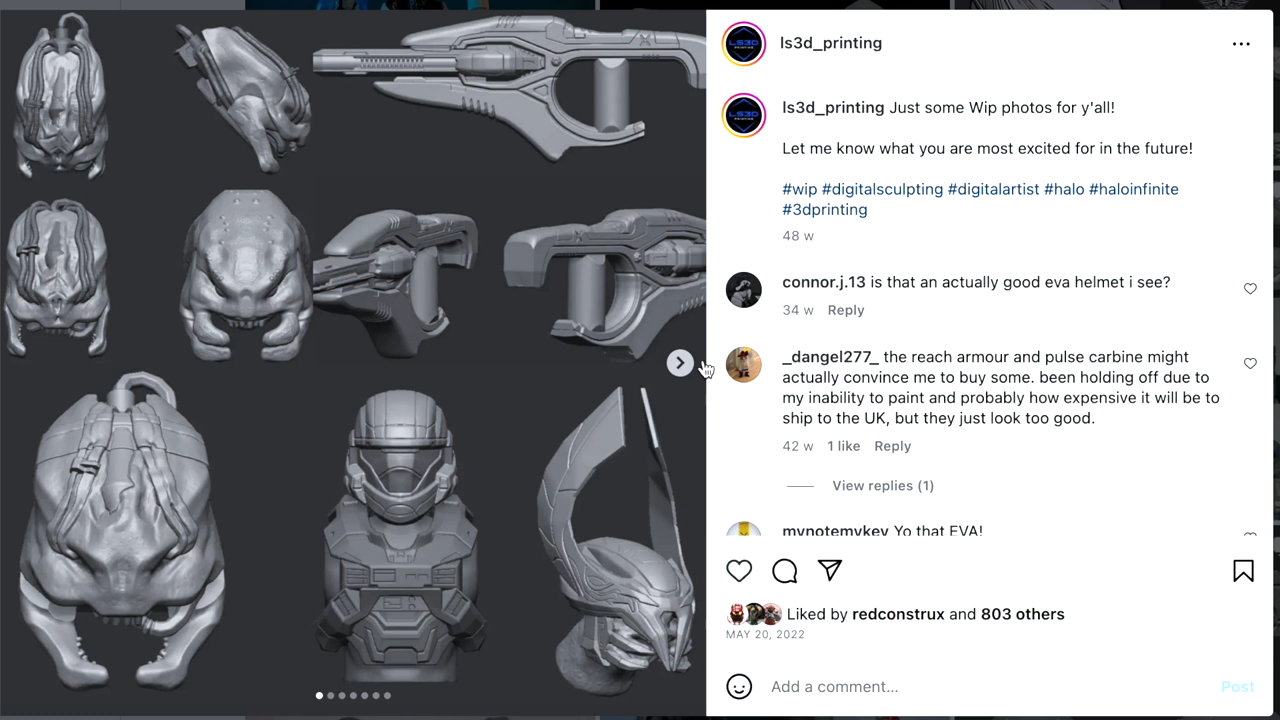 ls3d_printing
ls3d_printing Just some Wip photos for y'all!
Let me know what you are most excited for in the future!
#wip #digitalsculpting #digitalartist #halo #haloinfinite
#3dprinting
48 w
connor.j.13 is that an actually good eva helmet i see?
34 w Reply
_dangel277_ the reach armour and pulse carbine might
actually convince me to buy some. been holding off due to
my inability to paint and probably how expensive it will be to
ship to the UK, but they just look too good.
42 w 1 like Reply
View replies (1)
mynotemykey Yo that EVA!
Liked by redconstrux and 803 others
MAY 20, 2022
Add a comment...
Post